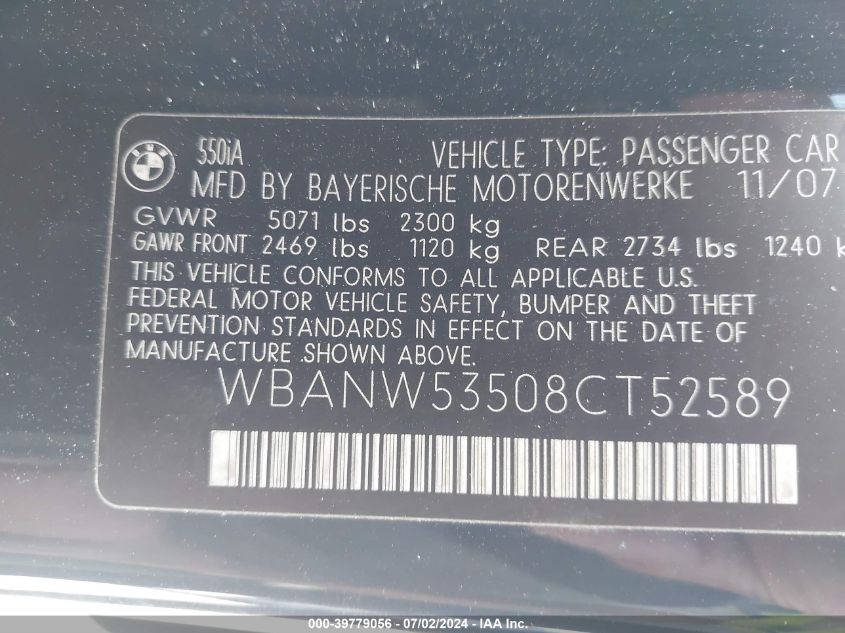 BMW
550iA VEHICLE TYPE: PASSENGER CAR
MFD BY BAYERISCHE MOTORENWERKE 11/07
GVWR 5071 lbs 2300 kg
GAWR FRONT 2469 lbs 1120 kg REAR 2734 lbs 1240 k
THIS VEHICLE CONFORMS TO ALL APPLICABLE U.S.
FEDERAL MOTOR VEHICLE SAFETY, BUMPER AND THEFT
PREVENTION STANDARDS IN EFFECT ON THE DATE OF
MANUFACTURE SHOWN ABOVE.
WBANW53508CT52589
000-39779056 - 07/02/2024 - IAA Inc.